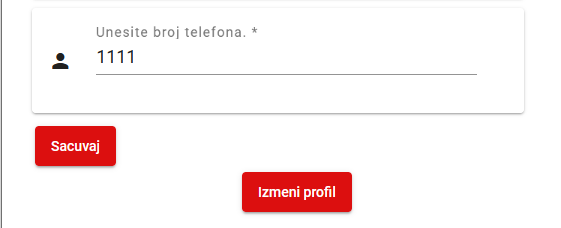 Unesite broj telefona. *
1111
Sacuvaj
Izmeni profil